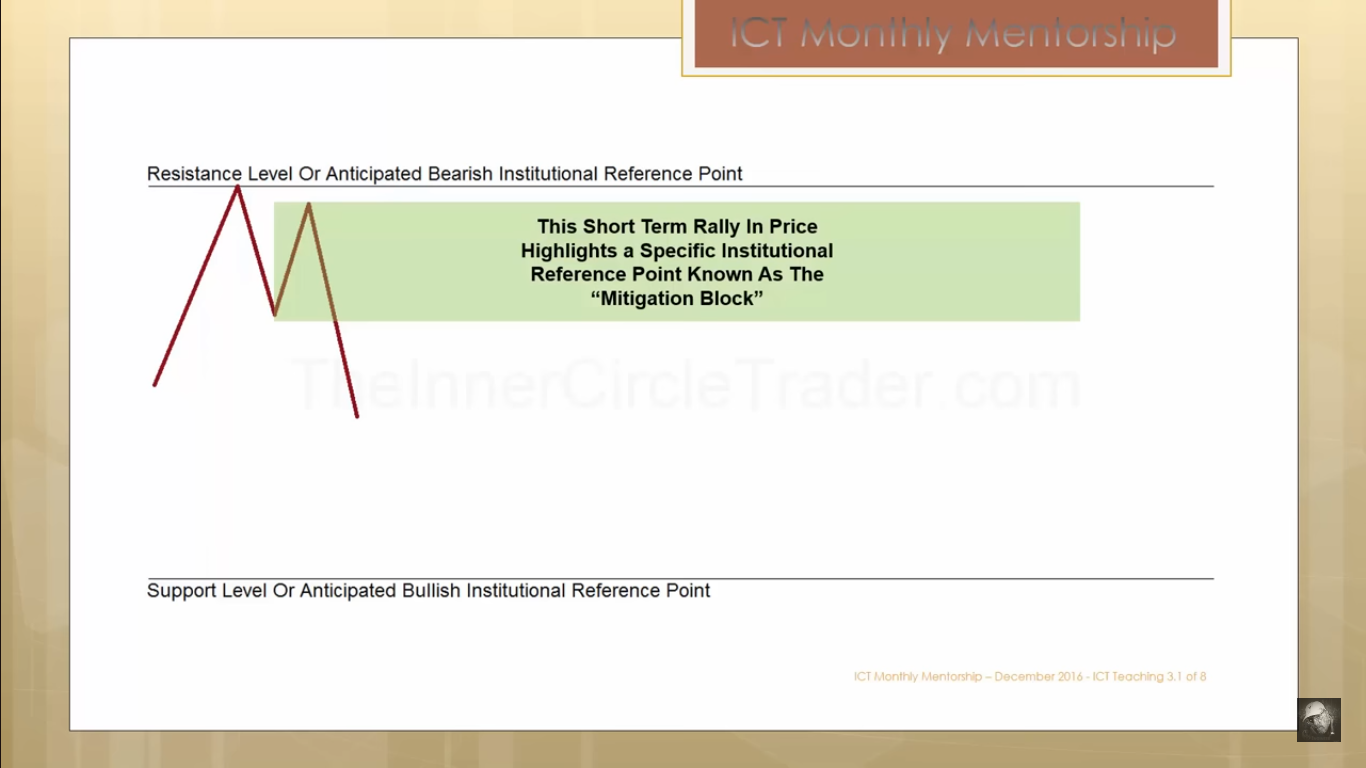 ICT Monthly Mentorship
Resistance Level Or Anticipated Bearish Institutional Reference Point
This Short Term Rally In Price
Highlights a Specific Institutional
Reference Point Known As The
“Mitigation Block”
TheInnerCircleTrader.com
Support Level Or Anticipated Bullish Institutional Reference Point
ICT Monthly Mentorship – December 2016 - ICT Teaching 3.1 of 8